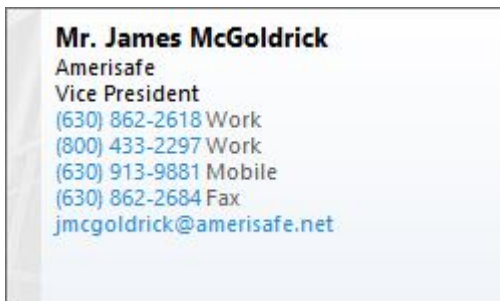 Mr. James McGoldrick
Amerisafe
Vice President
(630) 862-2618 Work
(800) 433-2297 Work
(630) 913-9881 Mobile
(630) 862-2684 Fax
jmcgoldrick@amerisafe.net